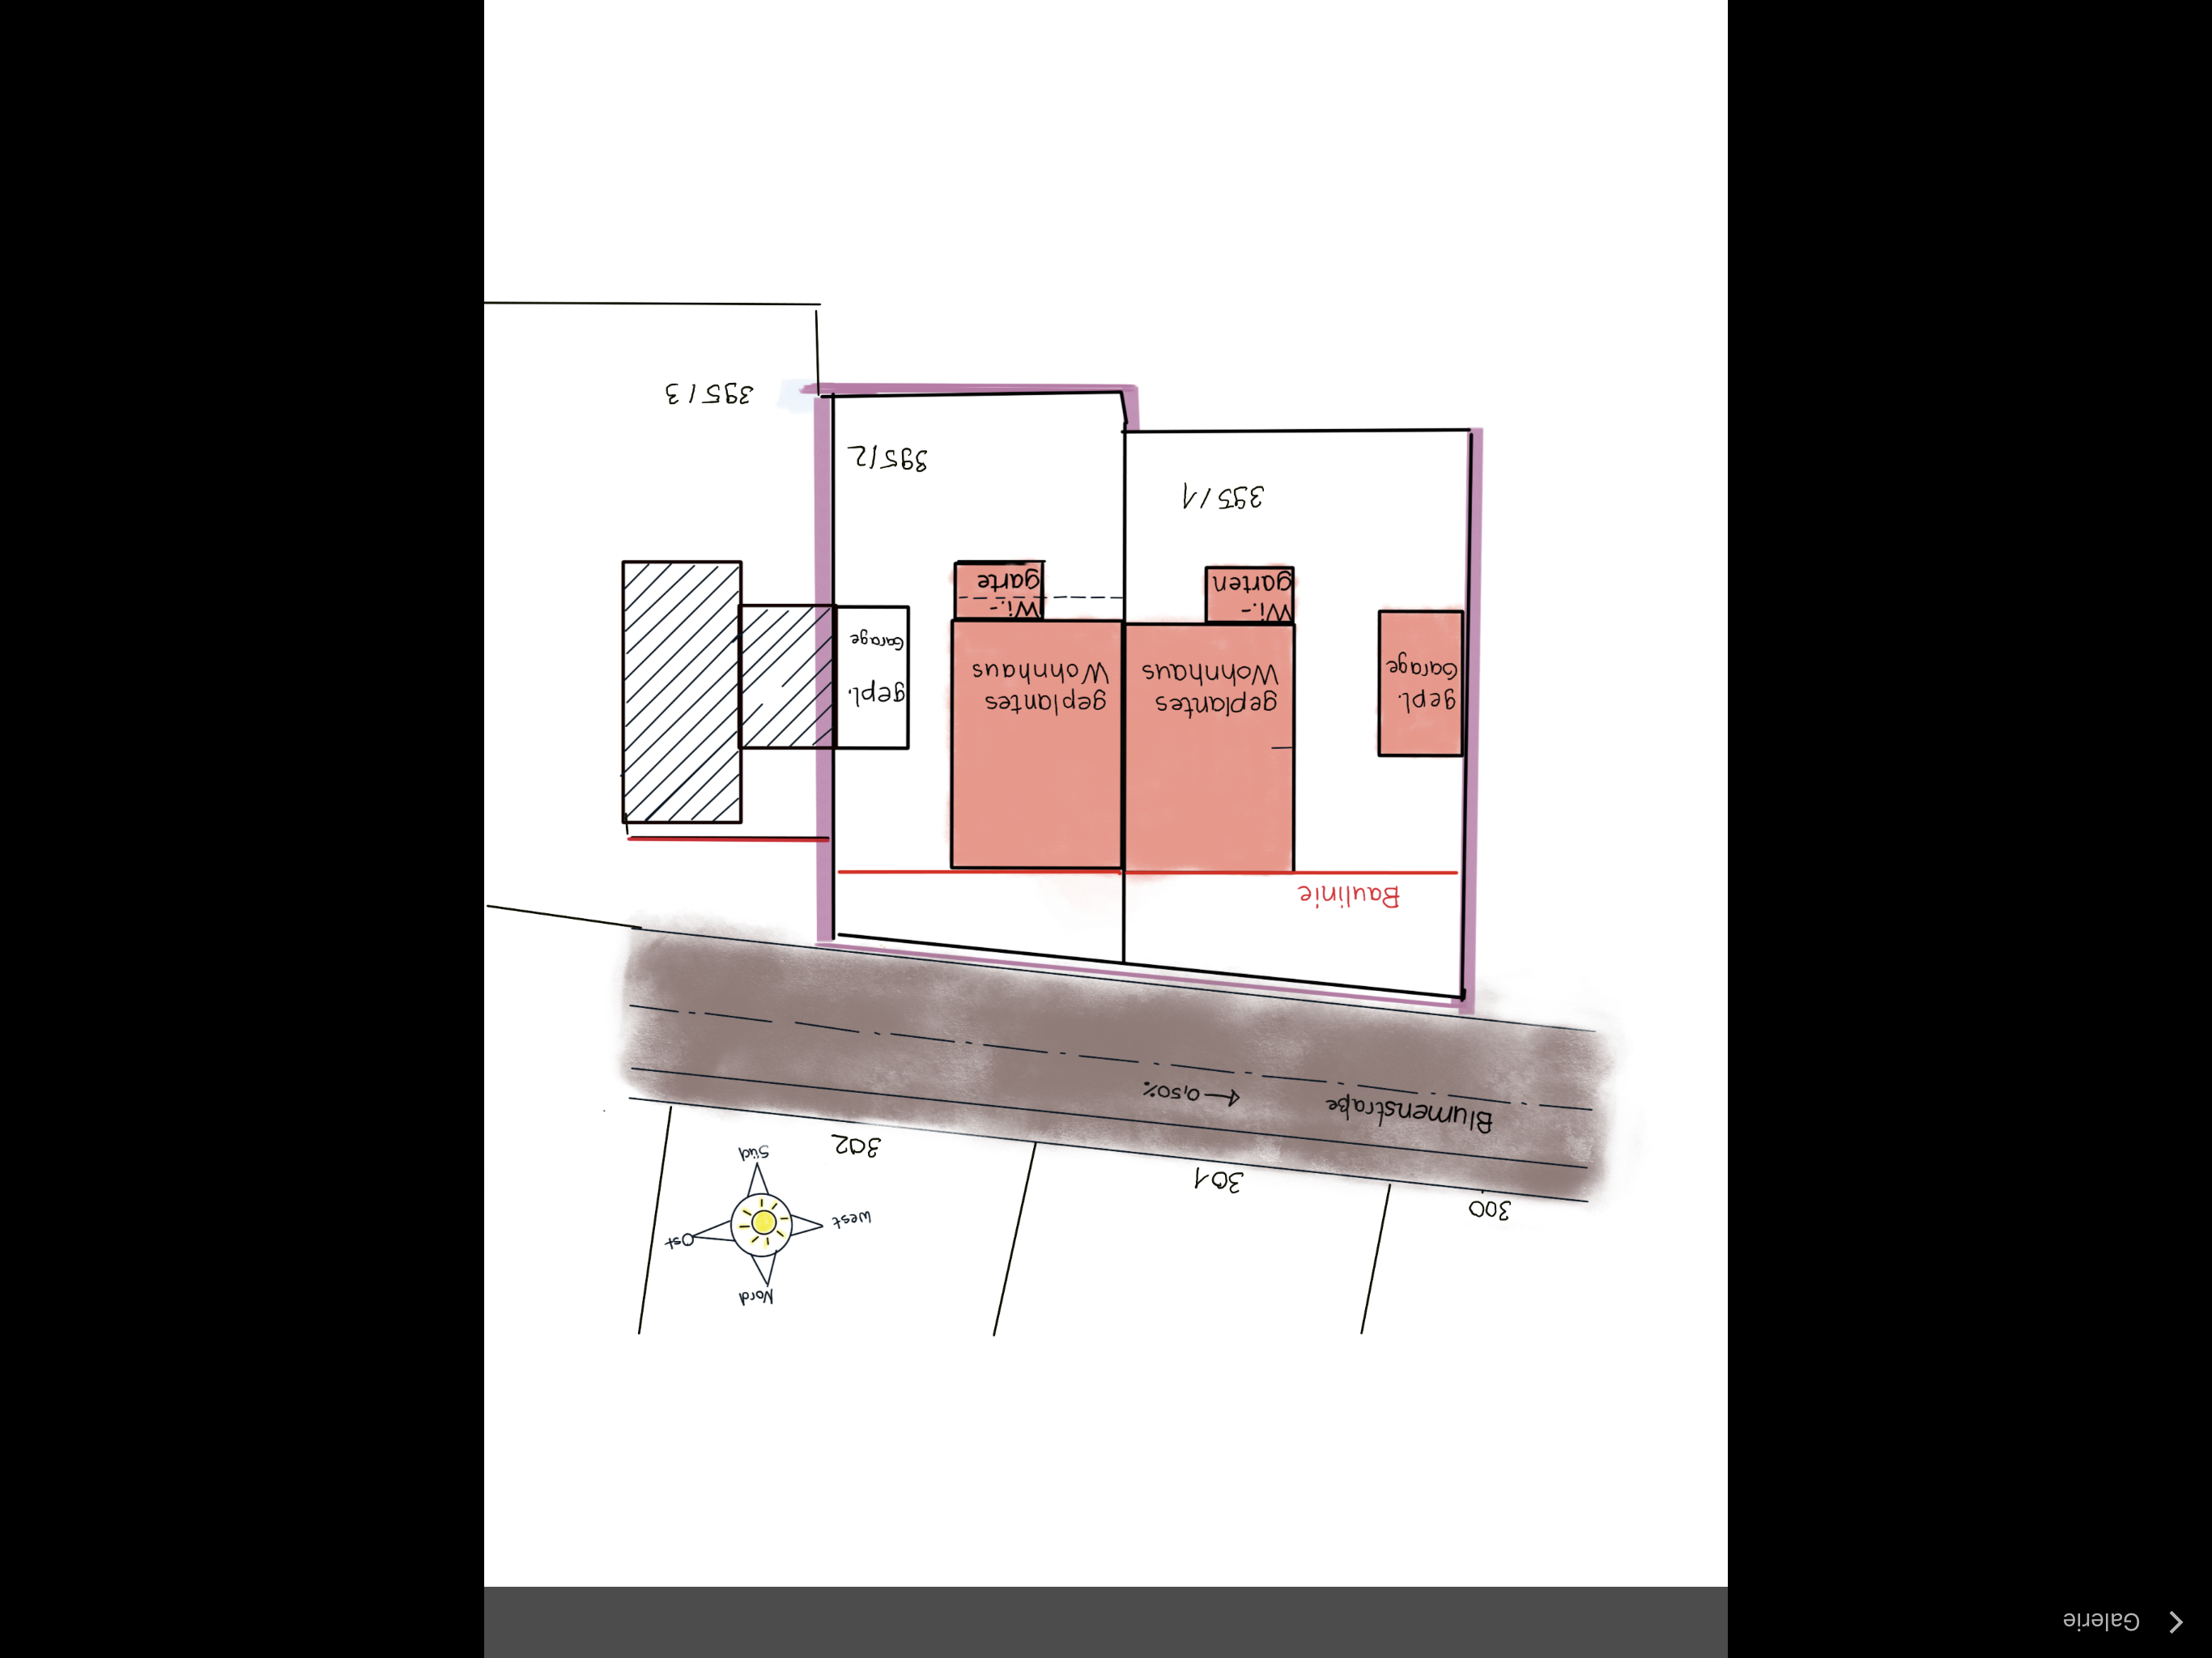 Galerie
300
301
302
Nord
West
Ost
Süd
Blumenstraße
←0,50%
Baulinie
gepl.
Garage
geplantes
Wohnhaus
geplantes
Wohnhaus
gepl.
Garage
Wi.-
garten
Wi.-
garte
395/1
395/2
395/3